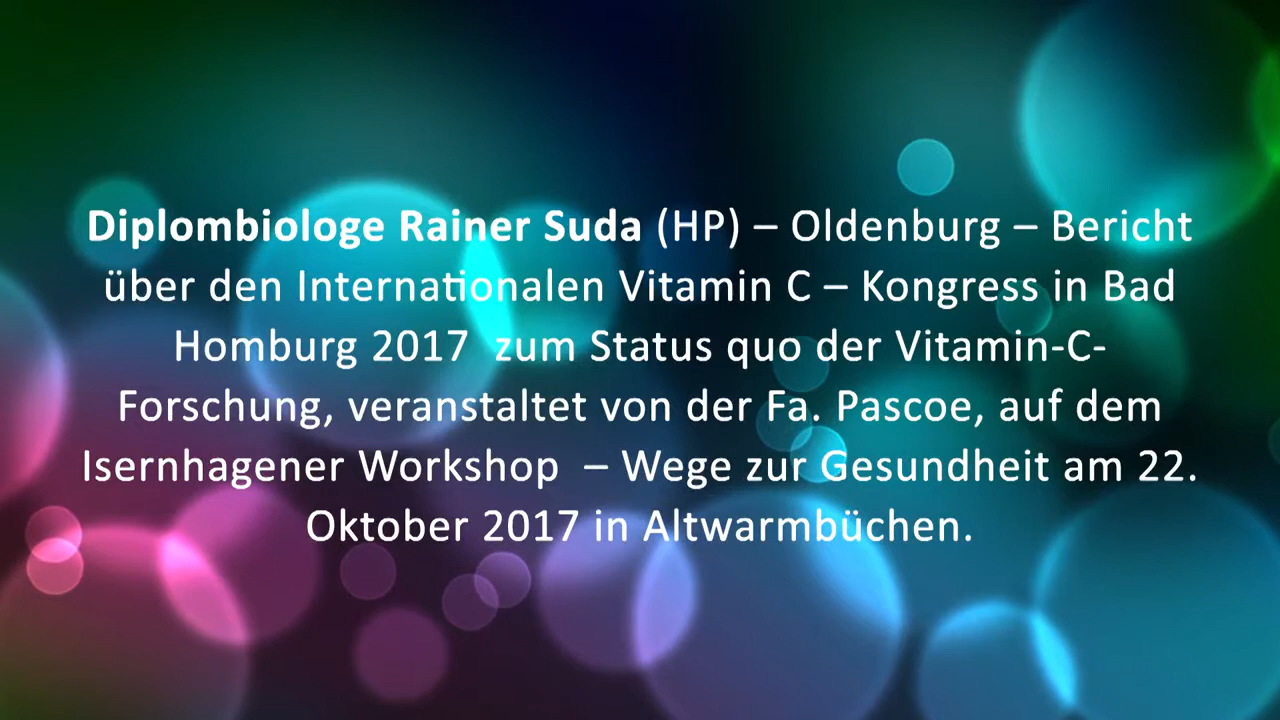 Diplombiologe Rainer Suda (HP) – Oldenburg – Bericht
über den Internationalen Vitamin C – Kongress in Bad
Homburg 2017  zum Status quo der Vitamin-C-
Forschung, veranstaltet von der Fa. Pascoe, auf dem
Isernhagener Workshop  – Wege zur Gesundheit am 22.
Oktober 2017 in Altwarmbüchen.